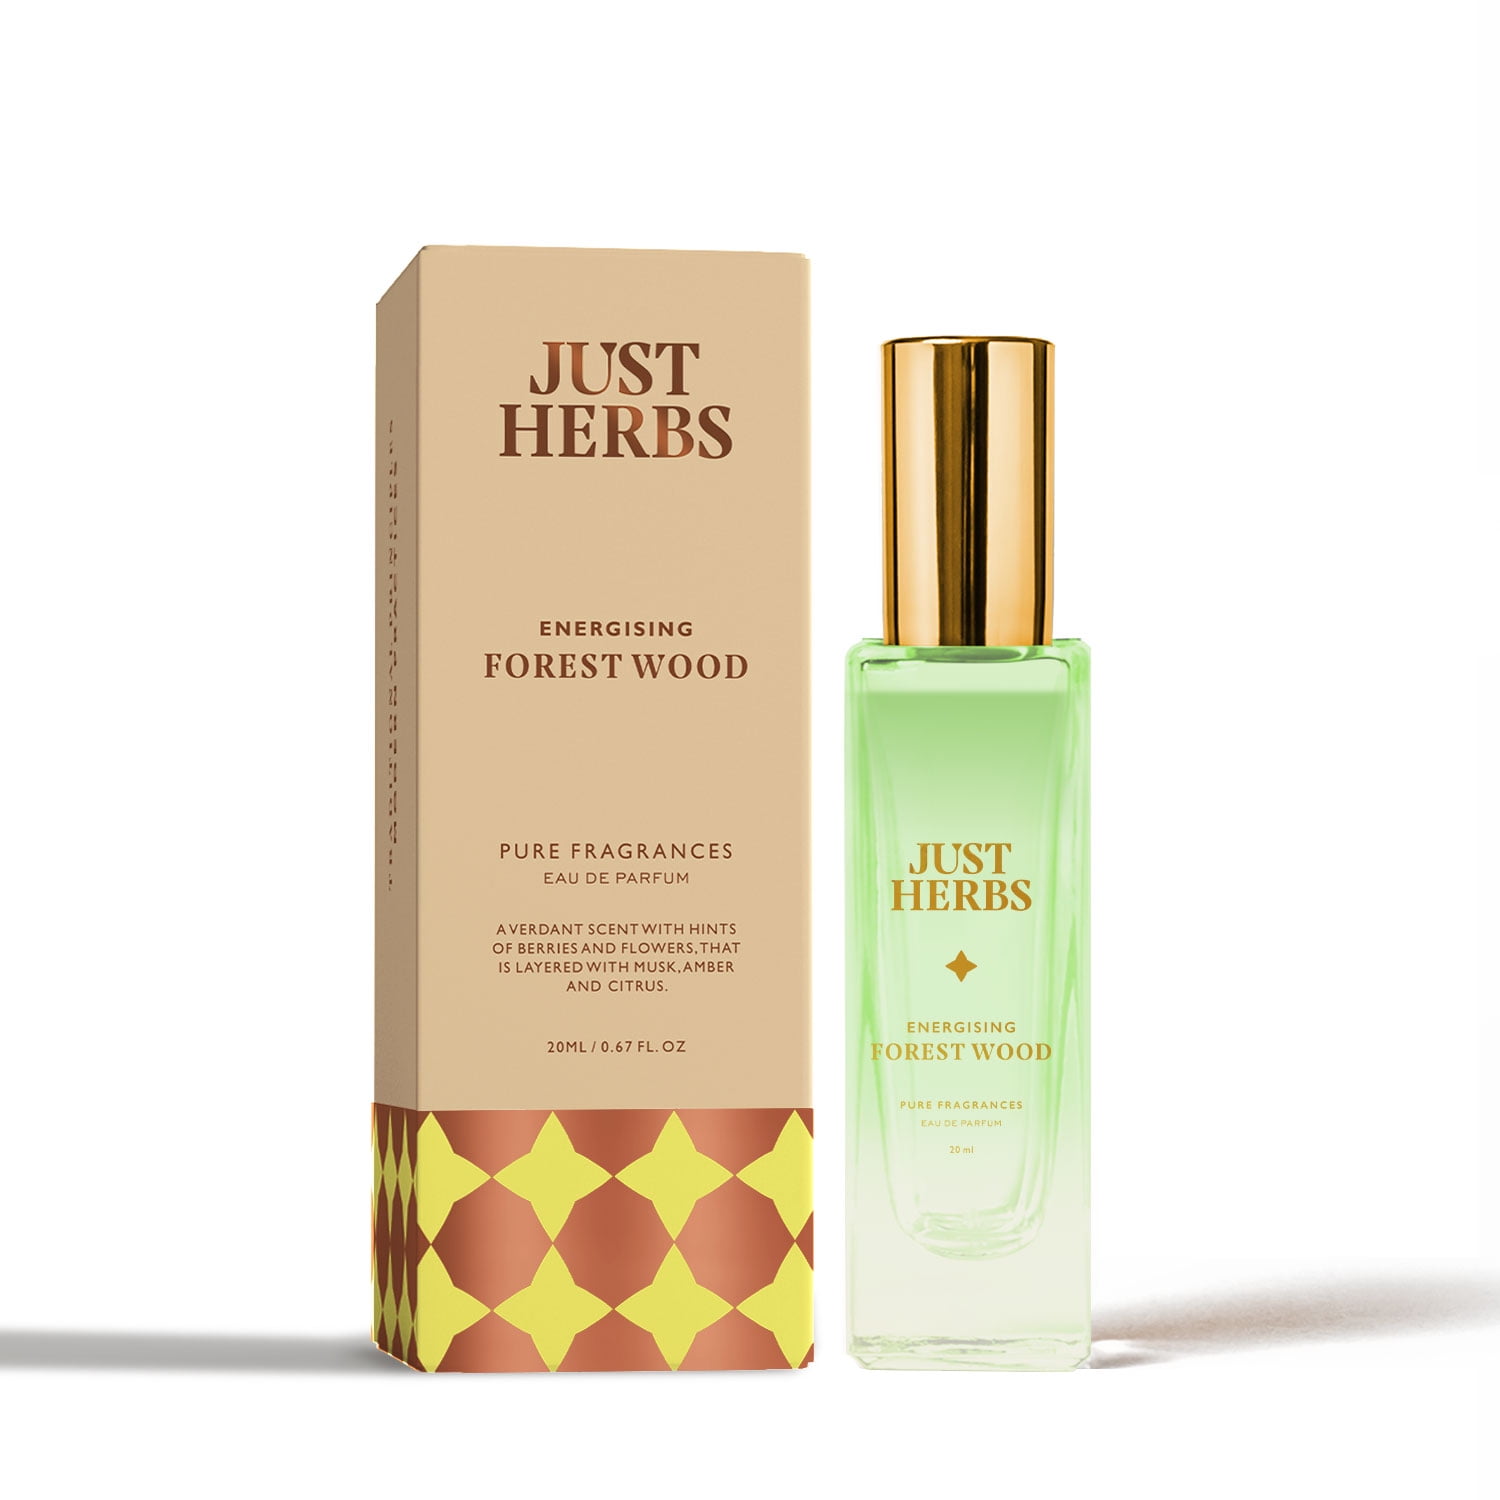 JUST
HERBS
ENERGISING
FOREST WOOD
PURE FRAGRANCES
EAU DE PARFUM
A VERDANT SCENT WITH HINTS
OF BERRIES AND FLOWERS, THAT
IS LAYERED WITH MUSK, AMBER
AND CITRUS.
20ML / 0.67 FL. OZ
JUST
HERBS
ENERGISING
FOREST WOOD
PURE FRAGRANCES
EAU DE PARFUM
20 ml